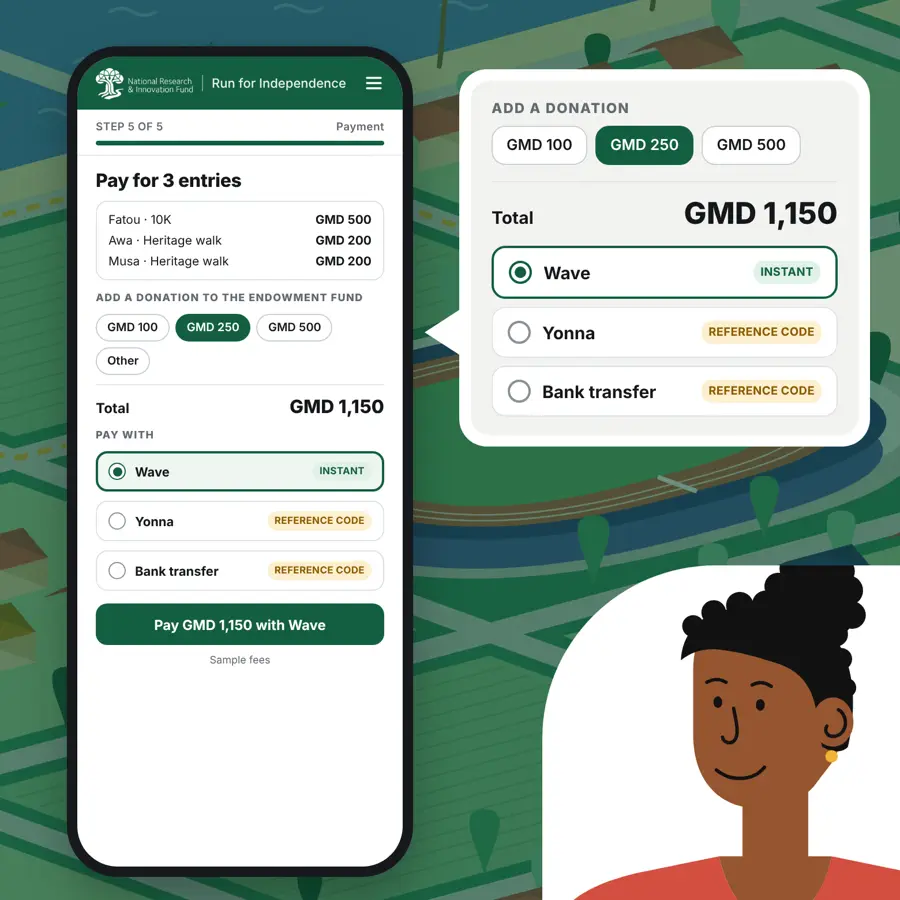 National Research
& Innovation Fund
Run for Independence
STEP 5 OF 5
Payment
Pay for 3 entries
Fatou · 10K GMD 500
Awa · Heritage walk GMD 200
Musa · Heritage walk GMD 200
ADD A DONATION TO THE ENDOWMENT FUND
GMD 100 GMD 250 GMD 500
Other
Total GMD 1,150
PAY WITH
Wave INSTANT
Yonna REFERENCE CODE
Bank transfer REFERENCE CODE
Pay GMD 1,150 with Wave
Sample fees
ADD A DONATION
GMD 100 GMD 250 GMD 500
Total GMD 1,150
Wave INSTANT
Yonna REFERENCE CODE
Bank transfer REFERENCE CODE